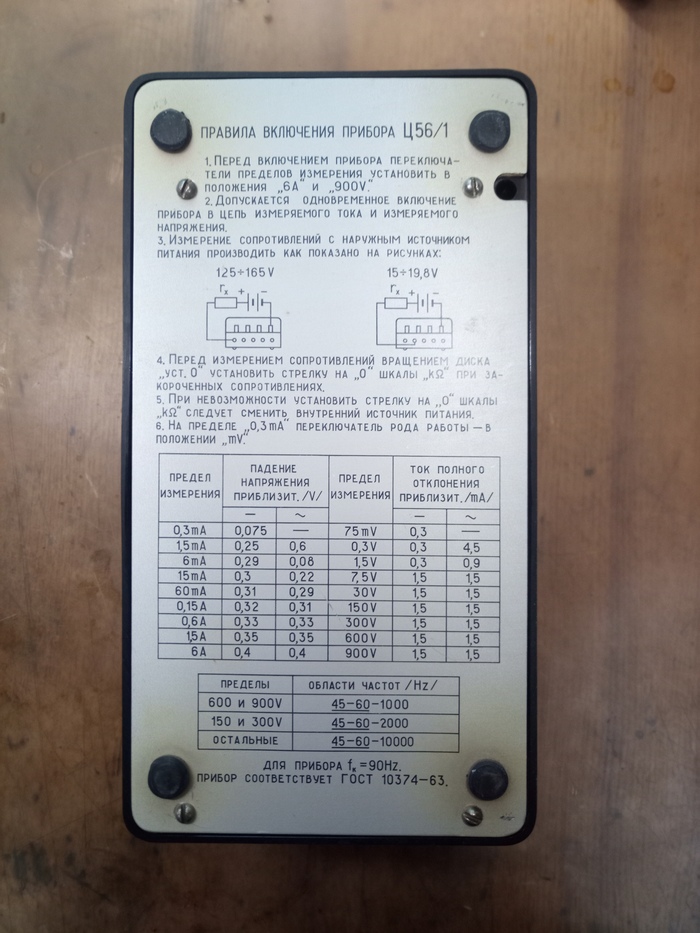 ПРАВИЛА ВКЛЮЧЕНИЯ ПРИБОРА Ц56/1
1. ПЕРЕД ВКЛЮЧЕНИЕМ ПРИБОРА ПЕРЕКЛЮЧА-
ТЕЛИ ПРЕДЕЛОВ ИЗМЕРЕНИЯ УСТАНОВИТЬ В
ПОЛОЖЕНИЯ „6А“ И „900V“.
2. ДОПУСКАЕТСЯ ОДНОВРЕМЕННОЕ ВКЛЮЧЕНИЕ
ПРИБОРА В ЦЕПЬ ИЗМЕРЯЕМОГО ТОКА И ИЗМЕРЯЕМОГО
НАПРЯЖЕНИЯ.
3. ИЗМЕРЕНИЕ СОПРОТИВЛЕНИЙ С НАРУЖНЫМ ИСТОЧНИКОМ
ПИТАНИЯ ПРОИЗВОДИТЬ КАК ПОКАЗАНО НА РИСУНКАХ:
125÷165V 15÷19,8V
rx + − rx + −
4. ПЕРЕД ИЗМЕРЕНИЕМ СОПРОТИВЛЕНИЙ ВРАЩЕНИЕМ ДИСКА
„УСТ. 0“ УСТАНОВИТЬ СТРЕЛКУ НА „0“ ШКАЛЫ „kΩ“ ПРИ ЗА-
КОРОЧЕННЫХ СОПРОТИВЛЕНИЯХ.
5. ПРИ НЕВОЗМОЖНОСТИ УСТАНОВИТЬ СТРЕЛКУ НА „0“ ШКАЛЫ
„kΩ“ СЛЕДУЕТ СМЕНИТЬ ВНУТРЕННИЙ ИСТОЧНИК ПИТАНИЯ.
6. НА ПРЕДЕЛЕ „0,3mA“ ПЕРЕКЛЮЧАТЕЛЬ РОДА РАБОТЫ — В
ПОЛОЖЕНИИ „mV“.
ПРЕДЕЛ ИЗМЕРЕНИЯ ПАДЕНИЕ НАПРЯЖЕНИЯ ПРИБЛИЗИТ. /V/ ПРЕДЕЛ ИЗМЕРЕНИЯ ТОК ПОЛНОГО ОТКЛОНЕНИЯ ПРИБЛИЗИТ. /mA/
— ~ — ~
0,3mA 0,075 — 75mV 0,3 —
1,5mA 0,25 0,6 0,3V 0,3 4,5
6mA 0,29 0,08 1,5V 0,3 0,9
15mA 0,3 0,22 7,5V 1,5 1,5
60mA 0,31 0,29 30V 1,5 1,5
0,15A 0,32 0,31 150V 1,5 1,5
0,6A 0,33 0,33 300V 1,5 1,5
1,5A 0,35 0,35 600V 1,5 1,5
6A 0,4 0,4 900V 1,5 1,5
ПРЕДЕЛЫ ОБЛАСТИ ЧАСТОТ /Hz/
600 И 900V 45-60-1000
150 И 300V 45-60-2000
ОСТАЛЬНЫЕ 45-60-10000
ДЛЯ ПРИБОРА fк=90Hz.
ПРИБОР СООТВЕТСТВУЕТ ГОСТ 10374-63.